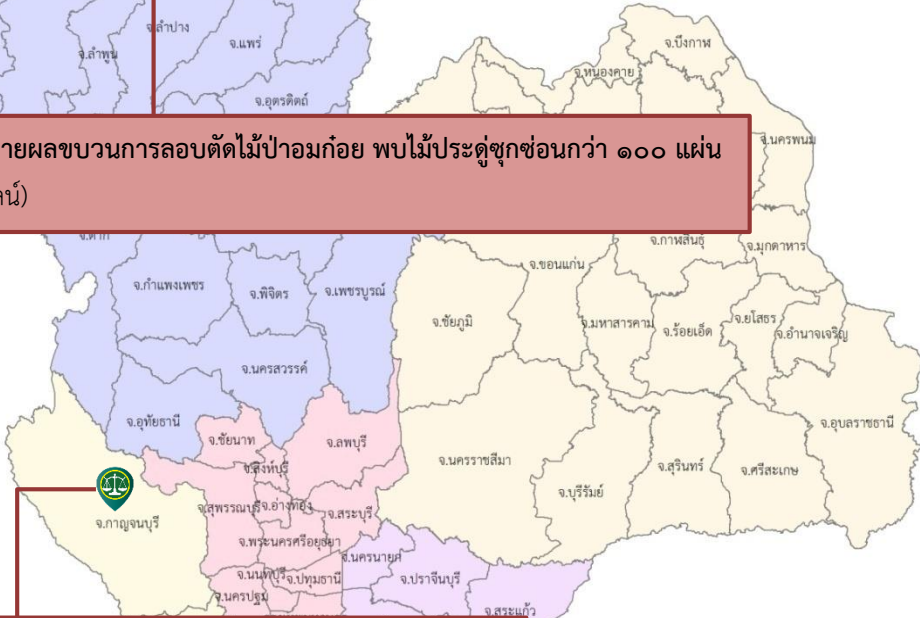 จ.ลำปาง
จ.ลำพูน
จ.แพร่
จ.บึงกาฬ
จ.หนองคาย
จ.อุตรดิตถ์
จ.นครพนม
ายผลขบวนการลอบตัดไม้ป่าอมก๋อย พบไม้ประดู่ซุกซ่อนกว่า ๑๐๐ แผ่น
ลน์)
จ.ตาก
จ.กาฬสินธุ์
จ.มุกดาหาร
จ.ขอนแก่น
จ.กำแพงเพชร
จ.พิจิตร
จ.เพชรบูรณ์
จ.ชัยภูมิ
จ.มหาสารคาม
จ.ร้อยเอ็ด
จ.ยโสธร
จ.อำนาจเจริญ
จ.นครสวรรค์
จ.อุทัยธานี
จ.ชัยนาท
จ.ลพบุรี
จ.อุบลราชธานี
จ.สิงห์บุรี
จ.นครราชสีมา
จ.สุรินทร์
จ.ศรีสะเกษ
จ.บุรีรัมย์
จ.สุพรรณบุรี
จ.อ่างทอง
จ.สระบุรี
จ.กาญจนบุรี
จ.พระนครศรีอยุธยา
จ.นครนายก
จ.นนทบุรี
จ.ปทุมธานี
จ.ปราจีนบุรี
จ.นครปฐม
จ.สระแก้ว